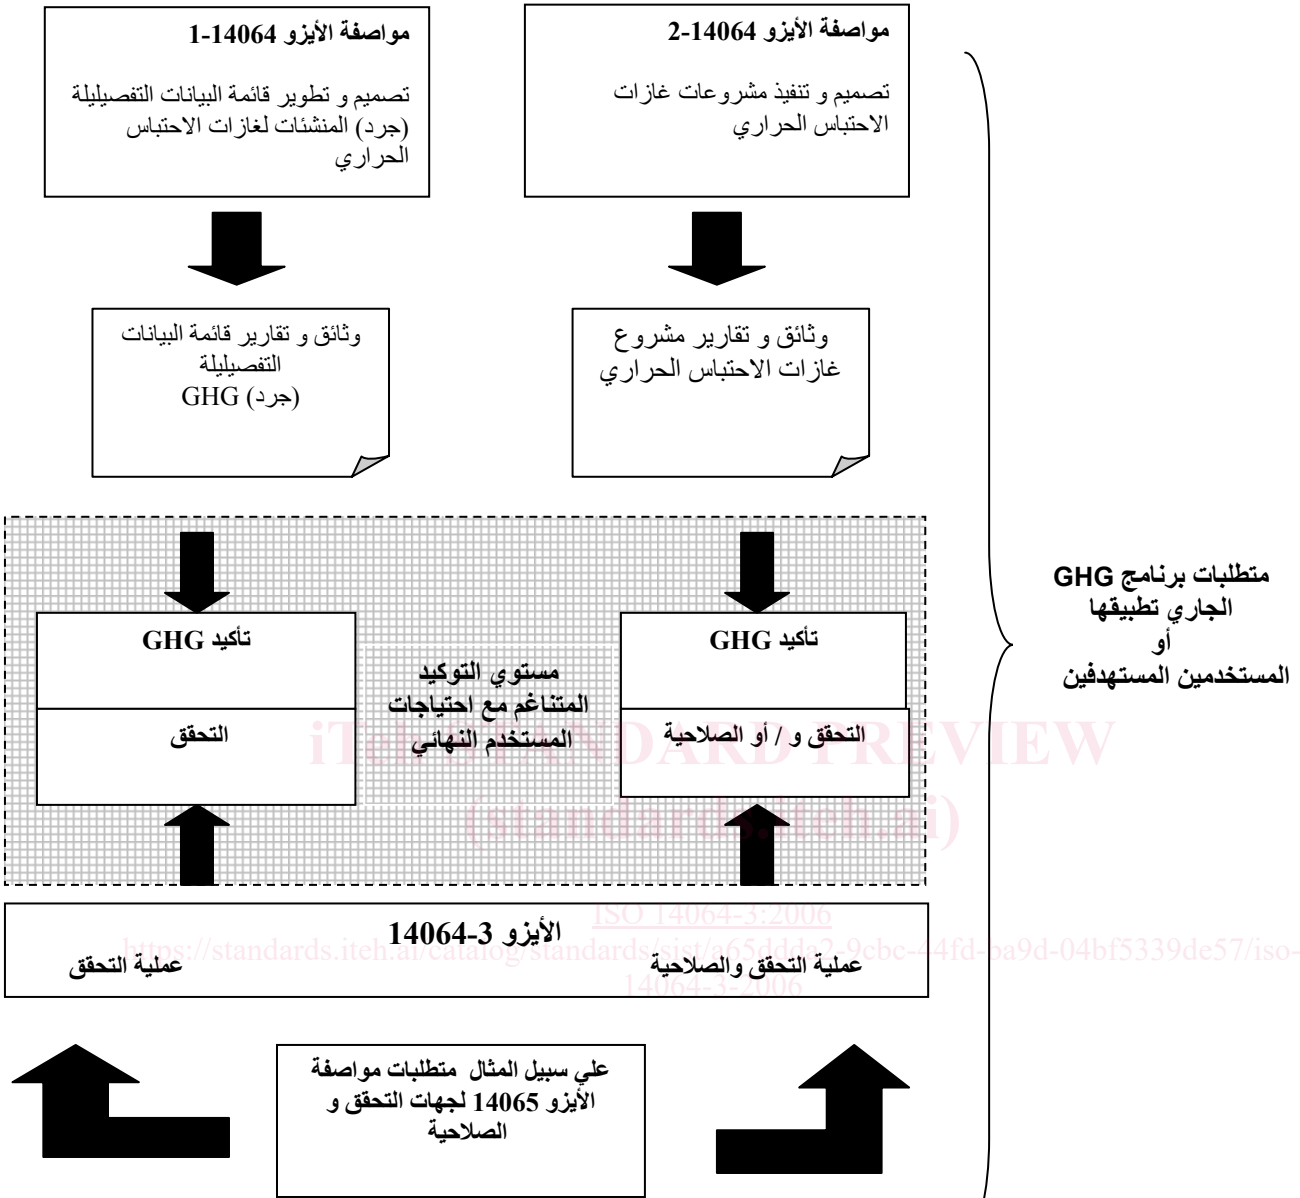 مواصفة الأيزو 14064-1
تصميم و تطوير قائمة البيانات التفصيليلة
(جرد) المنشئات لغازات الاحتباس
الحراري
مواصفة الأيزو 14064-2
تصميم و تنفيذ مشروعات غازات
الاحتباس الحراري
وثائق و تقارير قائمة البيانات
التفصيليلة
(جرد) GHG
وثائق و تقارير مشروع
غازات الاحتباس الحراري
تأكيد GHG
التحقق
مستوي التوكيد
المتناغم مع احتياجات
المستخدم النهائي
تأكيد GHG
التحقق و / أو الصلاحية
متطلبات برنامج GHG
الجاري تطبيقها
أو
المستخدمين المستهدفين
iTeh STANDARD PREVIEW
(standards.iteh.ai)
الأيزو 14064-3
عملية التحقق
عملية التحقق والصلاحية
ISO 14064-3:2006
https://standards.iteh.ai/catalog/standards/sist/a65ddda2-9cbc-44fd-ba9d-04bf5339de57/iso-
14064-3-2006
علي سبيل المثال متطلبات مواصفة
الأيزو 14065 لجهات التحقق و
الصلاحية